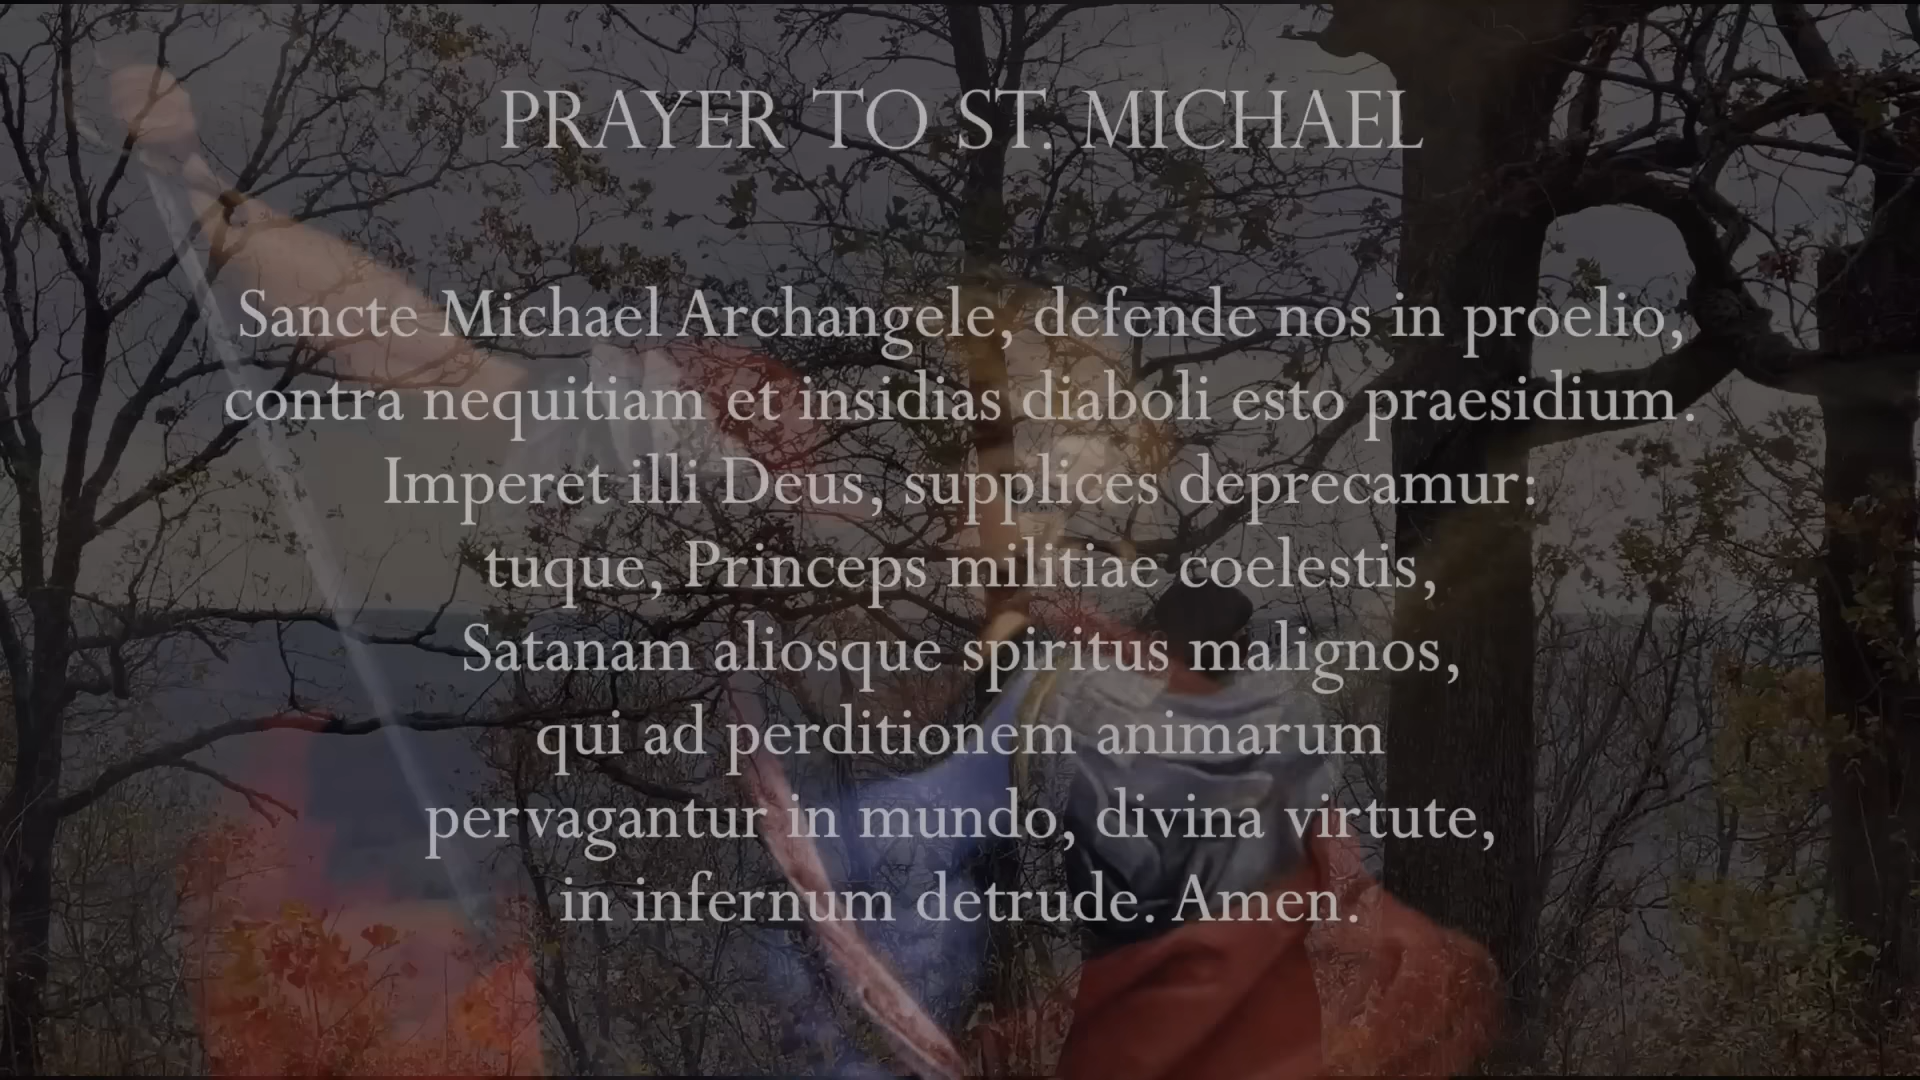 PRAYER TO ST. MICHAEL
Sancte Michael Archangele, defende nos in proelio,
contra nequitiam et insidias diaboli esto praesidium.
Imperet illi Deus, supplices deprecamur:
tuque, Princeps militiae coelestis,
Satanam aliosque spiritus malignos,
qui ad perditionem animarum
pervagantur in mundo, divina virtute,
in infernum detrude. Amen.